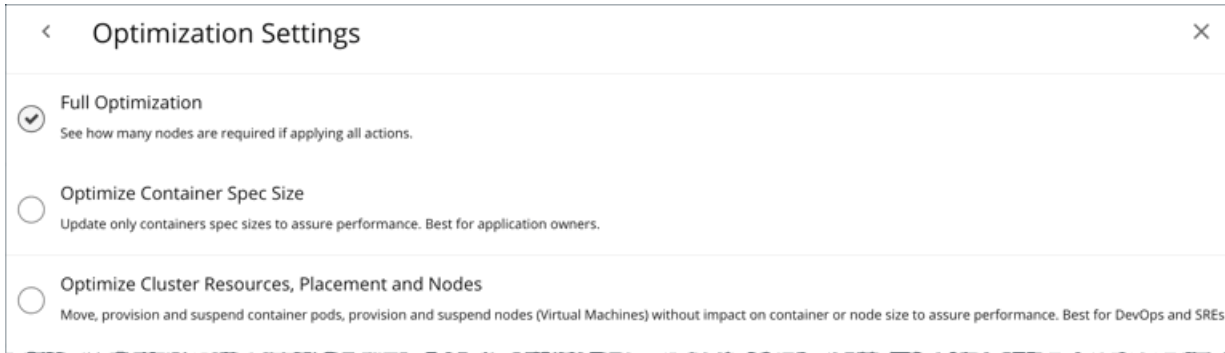 Optimization Settings
Full Optimization
See how many nodes are required if applying all actions.
Optimize Container Spec Size
Update only containers spec sizes to assure performance. Best for application owners.
Optimize Cluster Resources, Placement and Nodes
Move, provision and suspend container pods, provision and suspend nodes (Virtual Machines) without impact on container or node size to assure performance. Best for DevOps and SREs